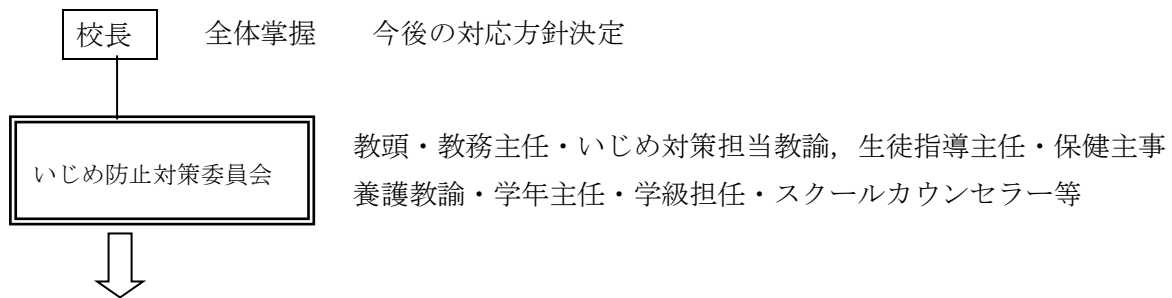 校長　全体掌握　今後の対応方針決定
いじめ防止対策委員会
教頭・教務主任・いじめ対策担当教諭，生徒指導主任・保健主事
養護教諭・学年主任・学級担任・スクールカウンセラー等